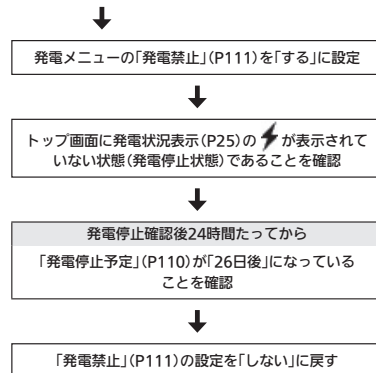 発電メニューの「発電禁止」(P111)を「する」に設定
トップ画面に発電状況表示(P25)の が表示されて
いない状態(発電停止状態)であることを確認
発電停止確認後24時間たってから
「発電停止予定」(P110)が「26日後」になっている
ことを確認
「発電禁止」(P111)の設定を「しない」に戻す